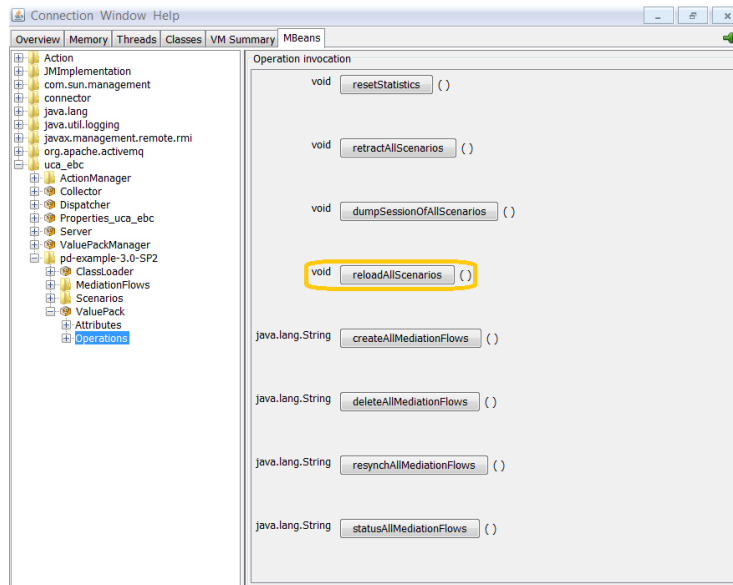 Connection Window Help
Overview Memory Threads Classes VM Summary MBeans
Action
JMImplementation
com.sun.management
connector
java.lang
java.util.logging
javax.management.remote.rmi
org.apache.activemq
uca_ebc
ActionManager
Collector
Dispatcher
Properties_uca_ebc
Server
ValuePackManager
pd-example-3.0-SP2
ClassLoader
MediationFlows
Scenarios
ValuePack
Attributes
Operations
Operation invocation
void resetStatistics ( )
void retractAllScenarios ( )
void dumpSessionOfAllScenarios ( )
void reloadAllScenarios ( )
java.lang.String createAllMediationFlows ( )
java.lang.String deleteAllMediationFlows ( )
java.lang.String resynchAllMediationFlows ( )
java.lang.String statusAllMediationFlows ( )